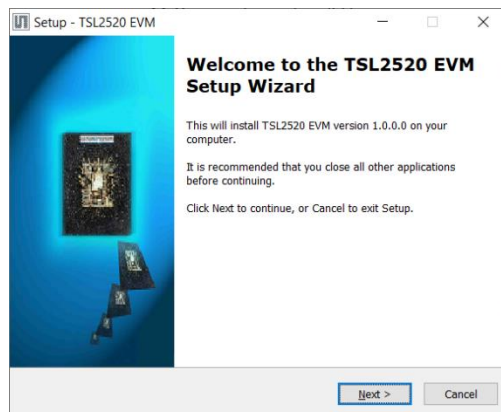 Setup - TSL2520 EVM
Welcome to the TSL2520 EVM
Setup Wizard
This will install TSL2520 EVM version 1.0.0.0 on your
computer.
It is recommended that you close all other applications
before continuing.
Click Next to continue, or Cancel to exit Setup.
Next >
Cancel